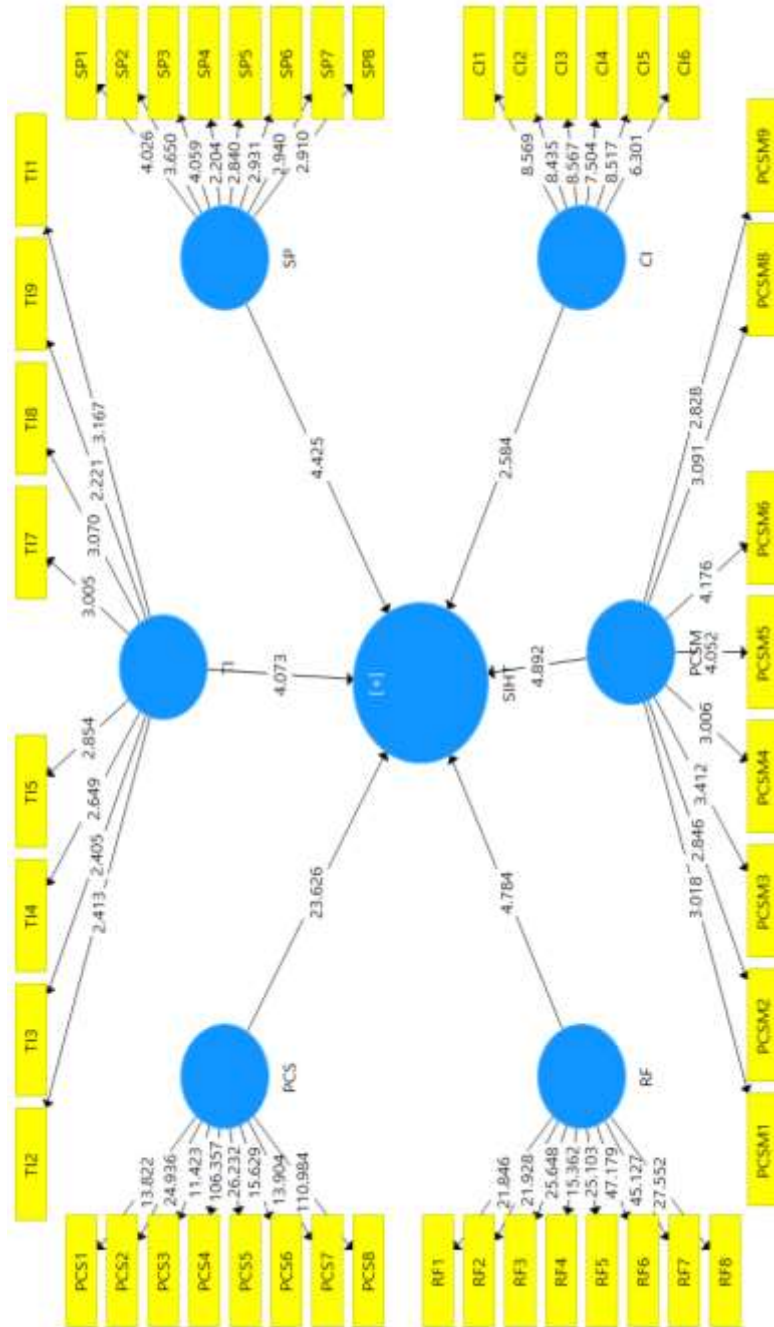 TI2
TI3
TI4
TI5
TI7
TI8
TI9
TI1
2.413
2.405
2.649
2.854
3.005
3.070
2.221
3.167
TI
PCS1
PCS2
PCS3
PCS4
PCS5
PCS6
PCS7
PCS8
13.822
24.936
11.423
106.357
26.232
15.629
13.904
110.984
PCS
SP1
SP2
SP3
SP4
SP5
SP6
SP7
SP8
4.026
3.650
4.059
2.204
2.840
2.931
2.940
2.910
SP
23.626
4.073
4.425
[+]
SIHT
4.784
4.892
2.584
RF1
RF2
RF3
RF4
RF5
RF6
RF7
RF8
21.846
21.928
25.648
15.362
25.103
47.179
45.127
27.552
RF
CI1
CI2
CI3
CI4
CI5
CI6
8.569
8.435
8.567
7.504
8.517
6.301
CI
PCSM
3.018
2.846
3.412
3.006
4.052
4.176
3.091
2.828
PCSM1
PCSM2
PCSM3
PCSM4
PCSM5
PCSM6
PCSM8
PCSM9